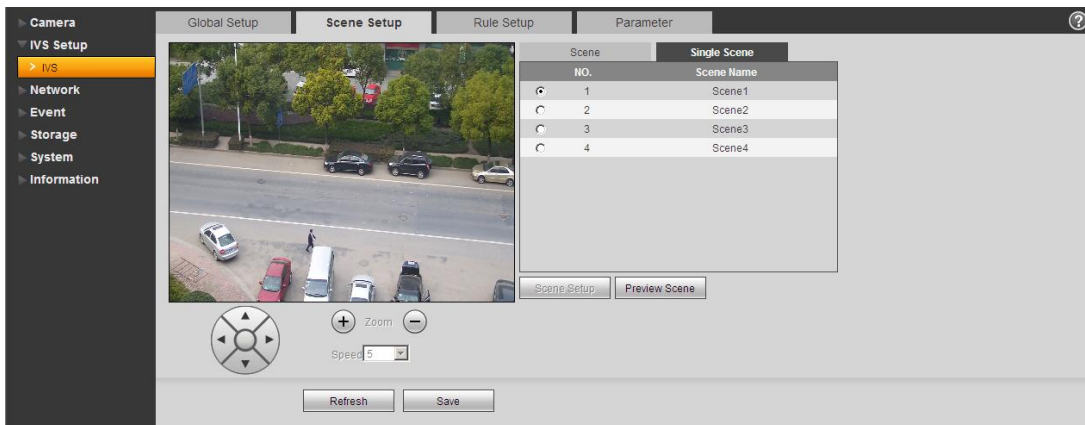 Camera
IVS Setup
> IVS
Network
Event
Storage
System
Information
Global Setup
Scene Setup
Rule Setup
Parameter
?
Scene
Single Scene
NO. Scene Name
1 Scene1
2 Scene2
3 Scene3
4 Scene4
Scene Setup
Preview Scene
+ Zoom −
Speed 5
Refresh
Save